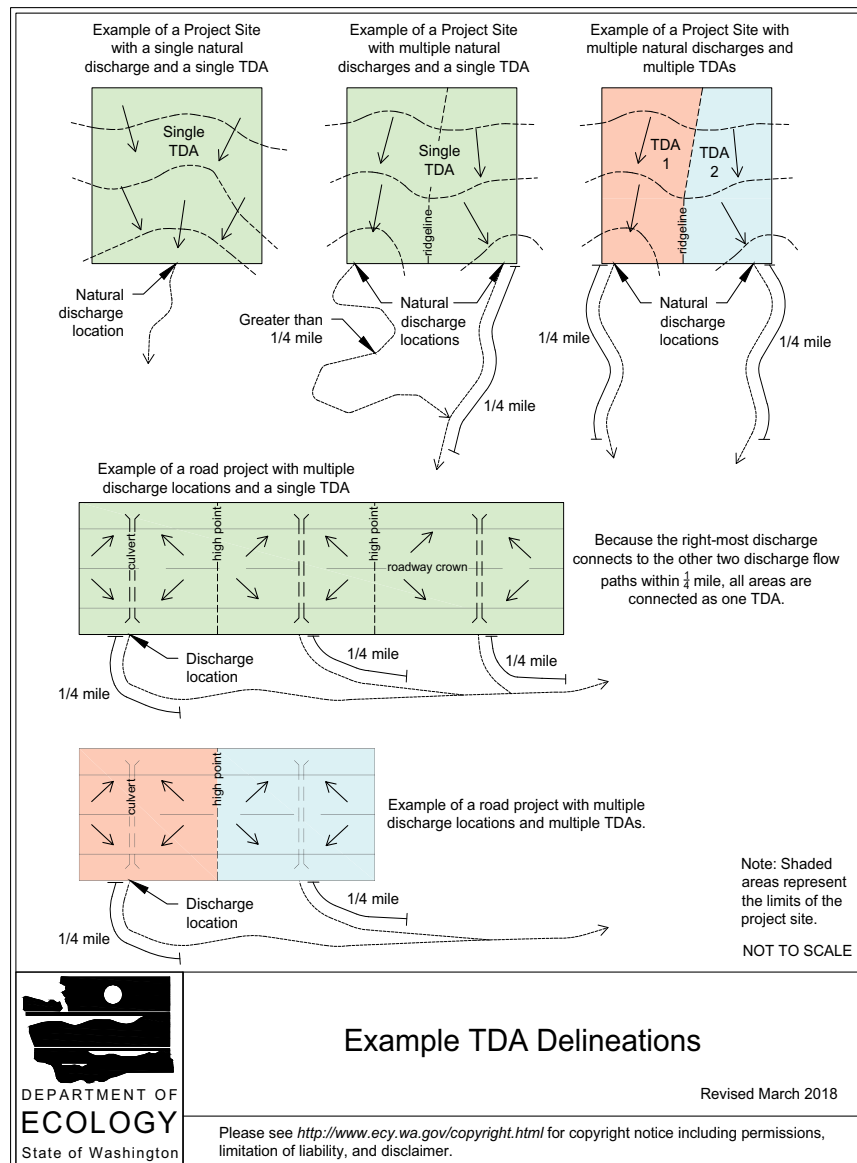 Example of a Project Site
with a single natural
discharge and a single TDA
Example of a Project Site
with multiple natural
discharges and a single TDA
Example of a Project Site with
multiple natural discharges and
multiple TDAs
Single
TDA
Single
TDA
ridgeline
TDA
1
TDA
2
ridgeline
Natural
discharge
location
Greater than
1/4 mile
Natural
discharge
locations
1/4 mile
1/4 mile
Natural
discharge
locations
1/4 mile
Example of a road project with multiple
discharge locations and a single TDA
culvert
high point
high point
roadway crown
Because the right-most discharge
connects to the other two discharge flow
paths within 1/4 mile, all areas are
connected as one TDA.
Discharge
location
1/4 mile
1/4 mile
1/4 mile
culvert
high point
Example of a road project with multiple
discharge locations and multiple TDAs.
Discharge
location
1/4 mile
1/4 mile
Note: Shaded
areas represent
the limits of the
project site.
NOT TO SCALE
DEPARTMENT OF
ECOLOGY
State of Washington
Example TDA Delineations
Revised March 2018
Please see http://www.ecy.wa.gov/copyright.html for copyright notice including permissions,
limitation of liability, and disclaimer.